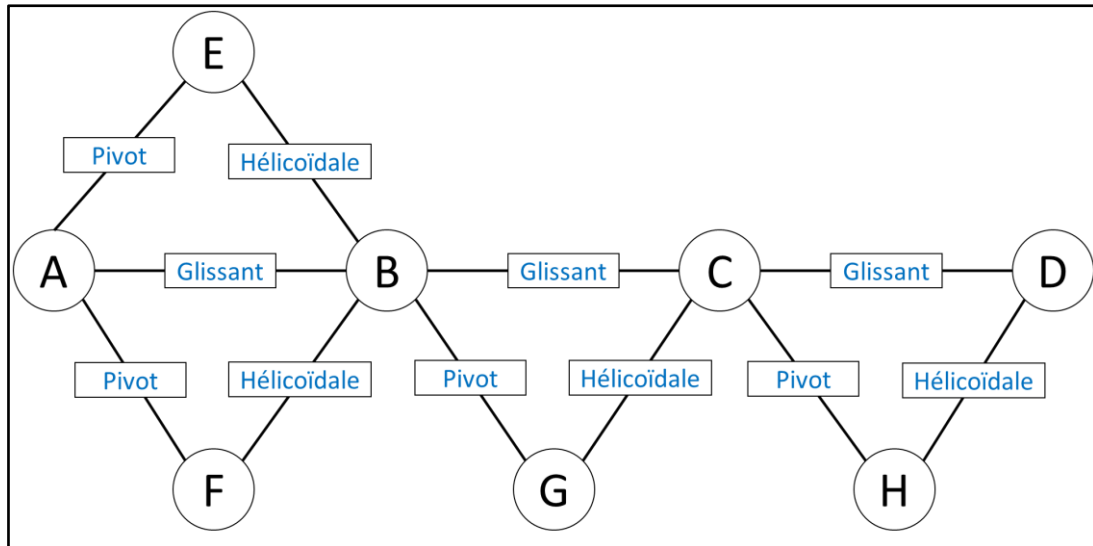 E
Pivot
Hélicoïdale
A
Glissant
B
Glissant
C
Glissant
D
Pivot
Hélicoïdale
Pivot
Hélicoïdale
Pivot
Hélicoïdale
F
G
H